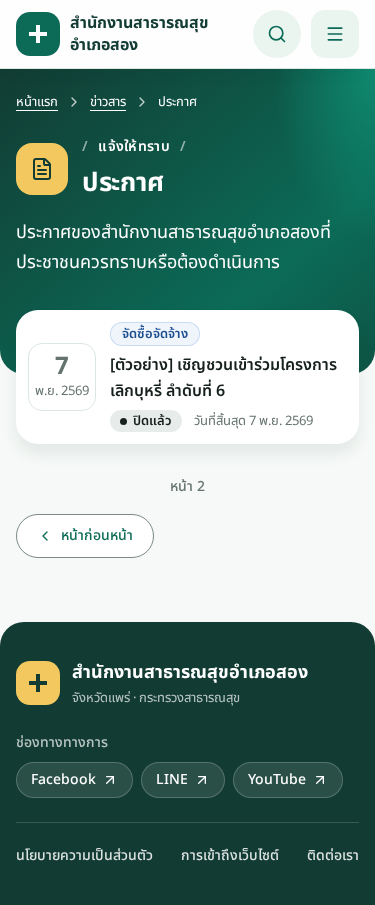 สำนักงานสาธารณสุข
อำเภอสอง
หน้าแรก > ข่าวสาร > ประกาศ
/ แจ้งให้ทราบ /
ประกาศ
ประกาศของสำนักงานสาธารณสุขอำเภอสองที่
ประชาชนควรทราบหรือต้องดำเนินการ
จัดซื้อจัดจ้าง
7
พ.ย. 2569
[ตัวอย่าง] เชิญชวนเข้าร่วมโครงการ
เลิกบุหรี่ ลำดับที่ 6
ปิดแล้ว วันที่สิ้นสุด 7 พ.ย. 2569
หน้า 2
หน้าก่อนหน้า
สำนักงานสาธารณสุขอำเภอสอง
จังหวัดแพร่ · กระทรวงสาธารณสุข
ช่องทางทางการ
Facebook LINE YouTube
นโยบายความเป็นส่วนตัว การเข้าถึงเว็บไซต์ ติดต่อเรา